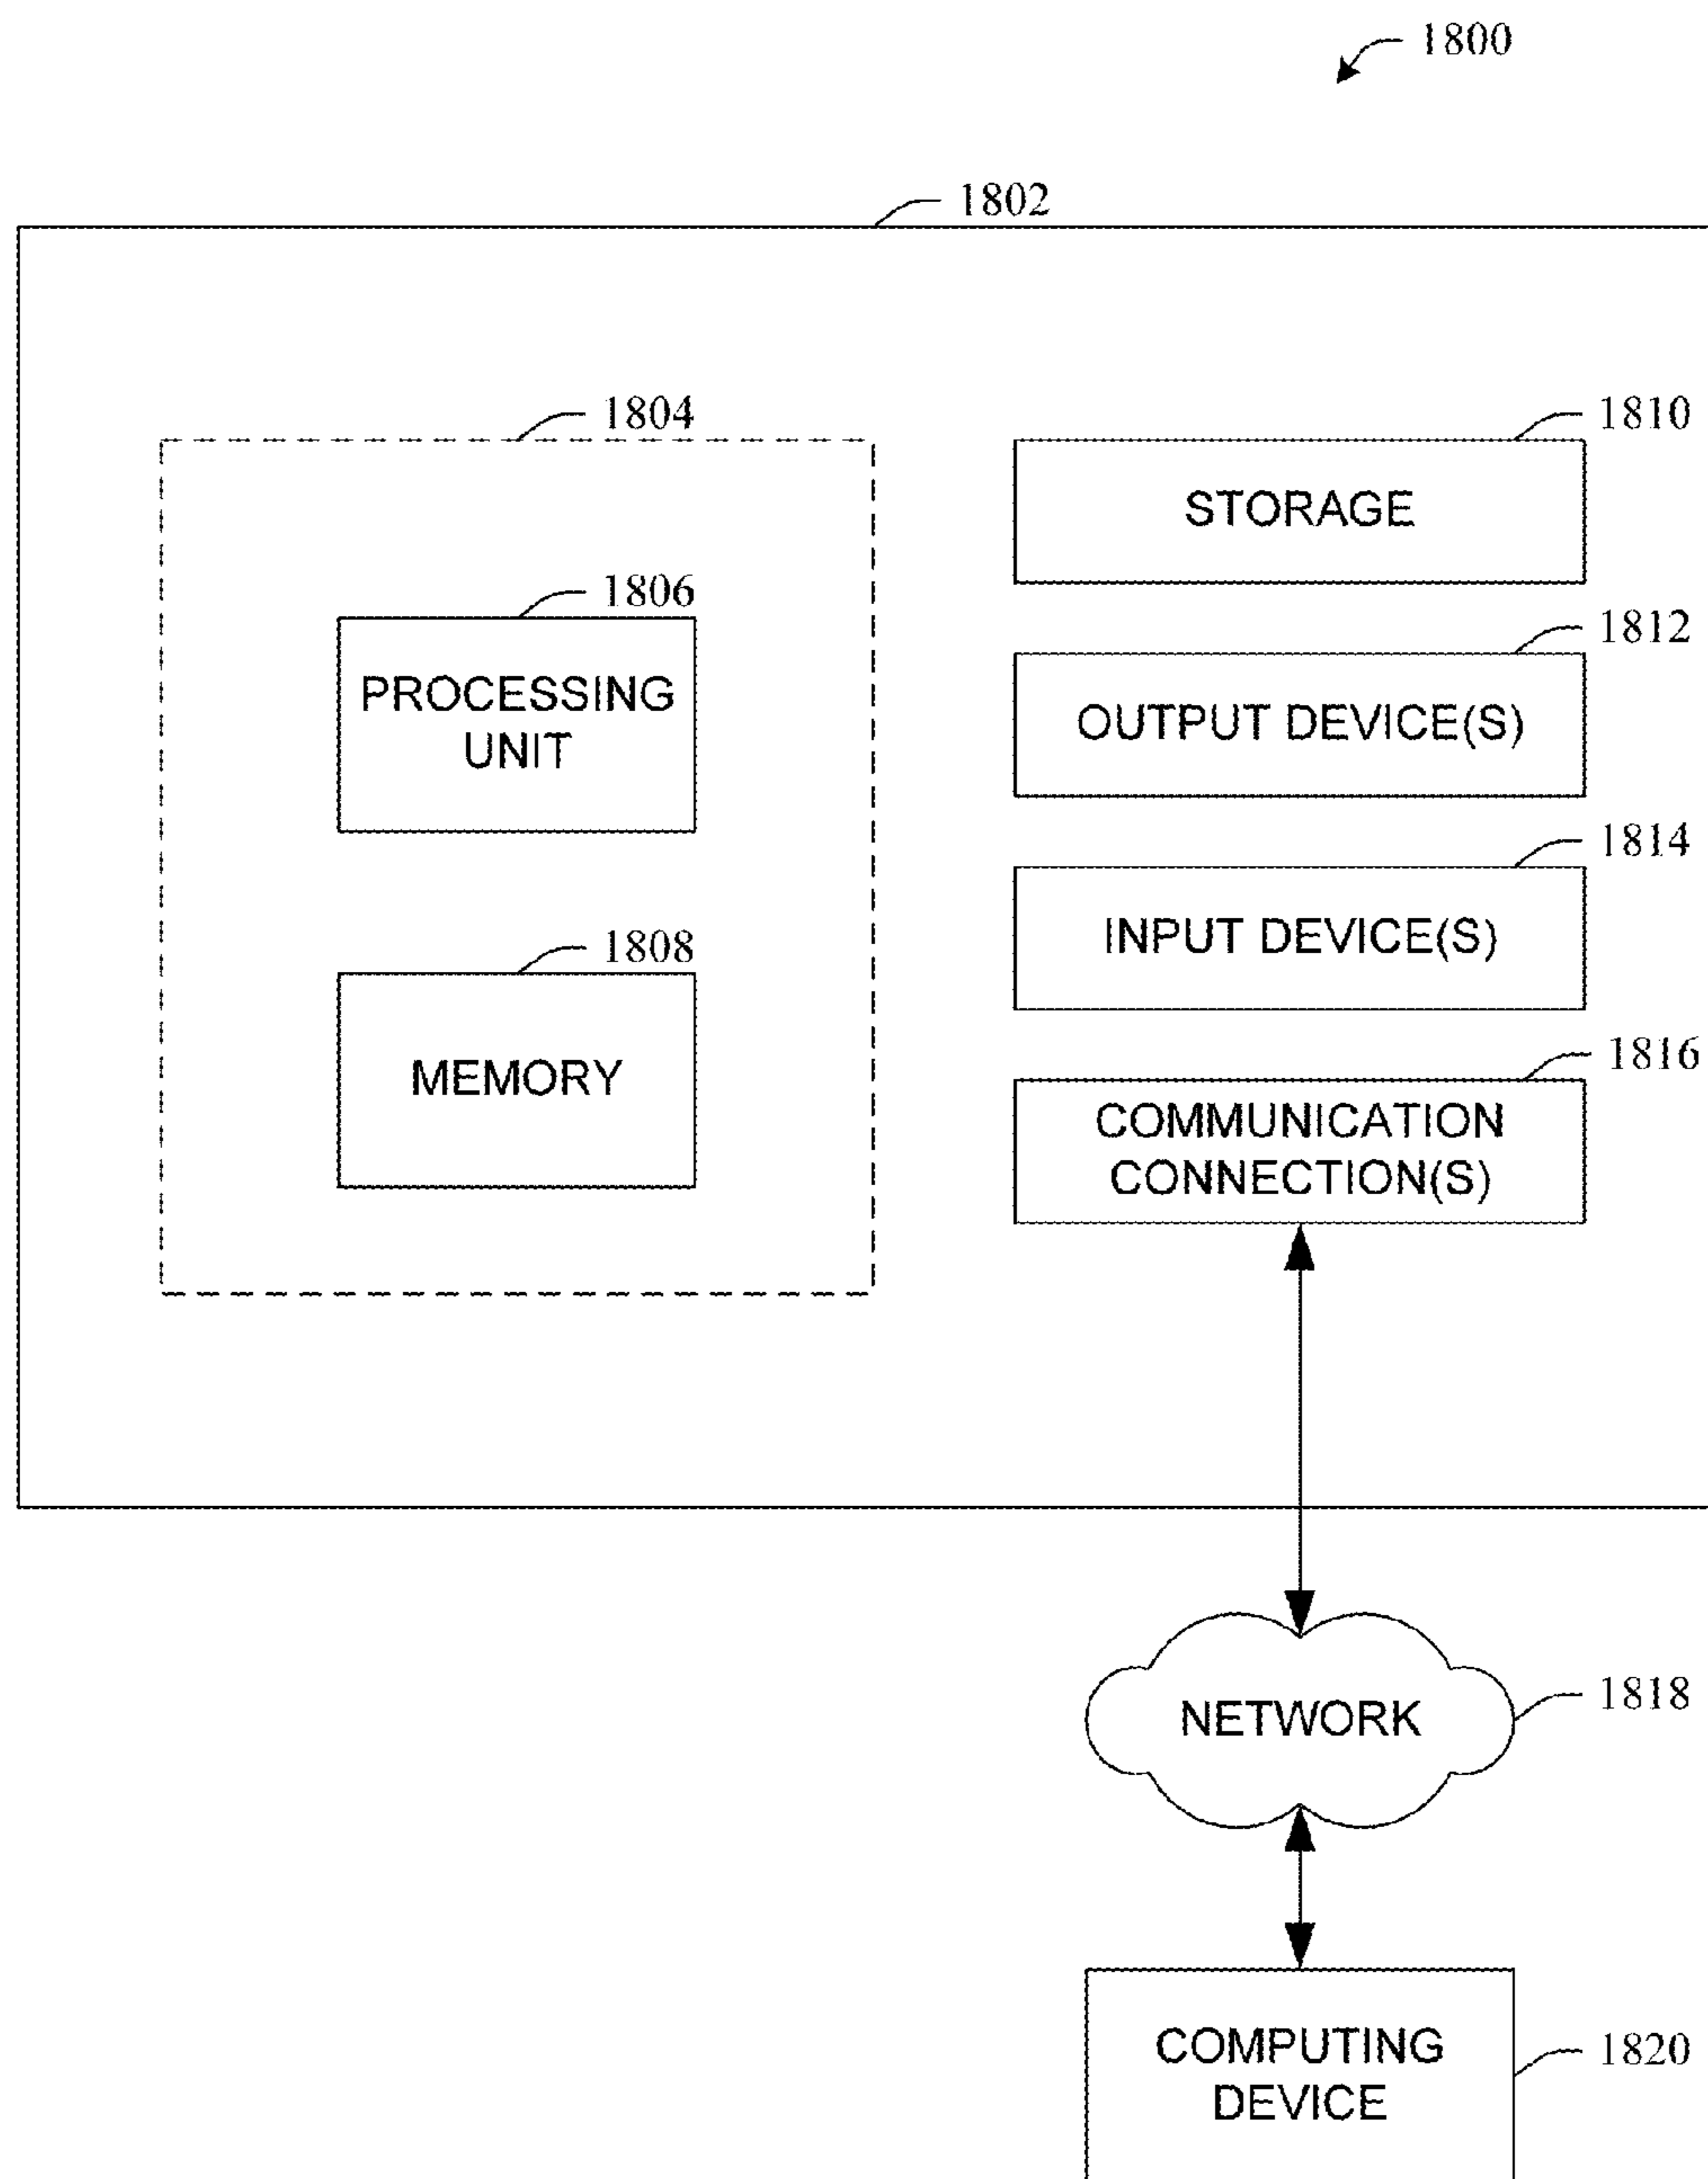 1800
1802
1804
1806
PROCESSING
UNIT
1808
MEMORY
1810
STORAGE
1812
OUTPUT DEVICE(S)
1814
INPUT DEVICE(S)
1816
COMMUNICATION
CONNECTION(S)
NETWORK
1818
COMPUTING
DEVICE
1820